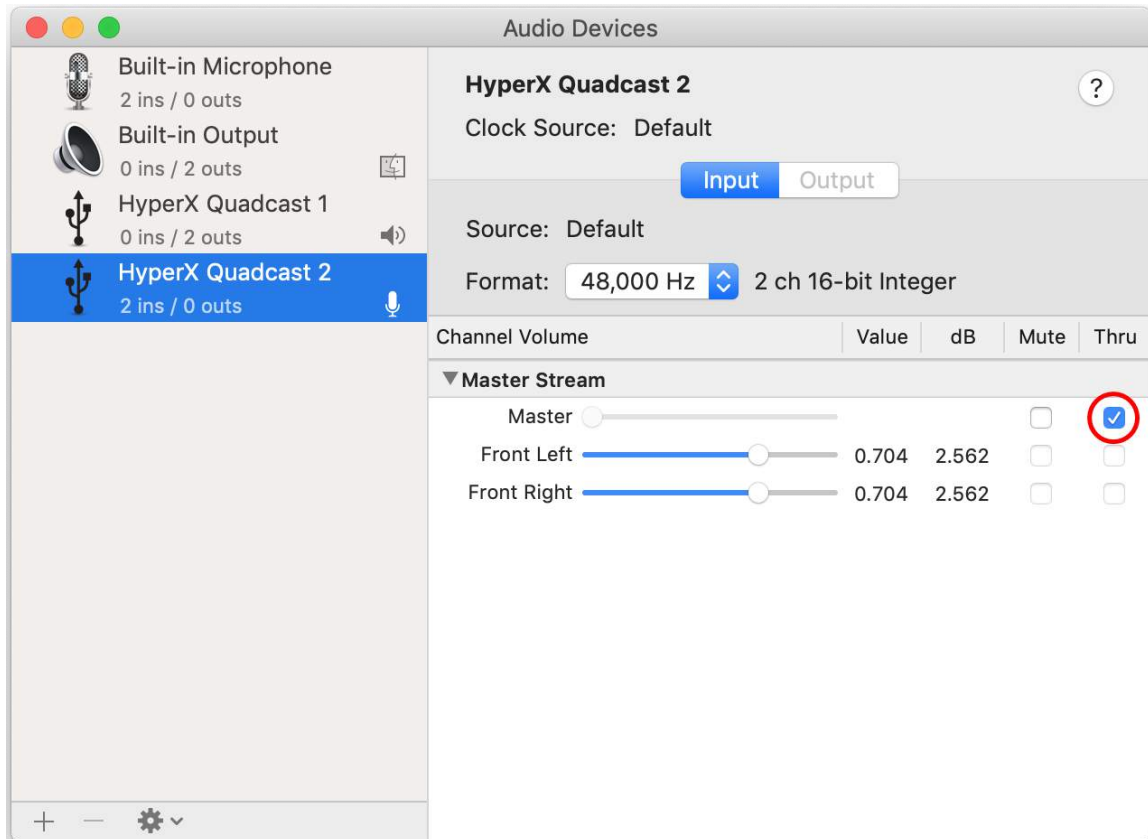 Audio Devices
Built-in Microphone
2 ins / 0 outs
Built-in Output
0 ins / 2 outs
HyperX Quadcast 1
0 ins / 2 outs
HyperX Quadcast 2
2 ins / 0 outs
HyperX Quadcast 2
?
Clock Source: Default
Input Output
Source: Default
Format: 48,000 Hz 2 ch 16-bit Integer
Channel Volume Value dB Mute Thru
Master Stream
Master
Front Left 0.704 2.562
Front Right 0.704 2.562